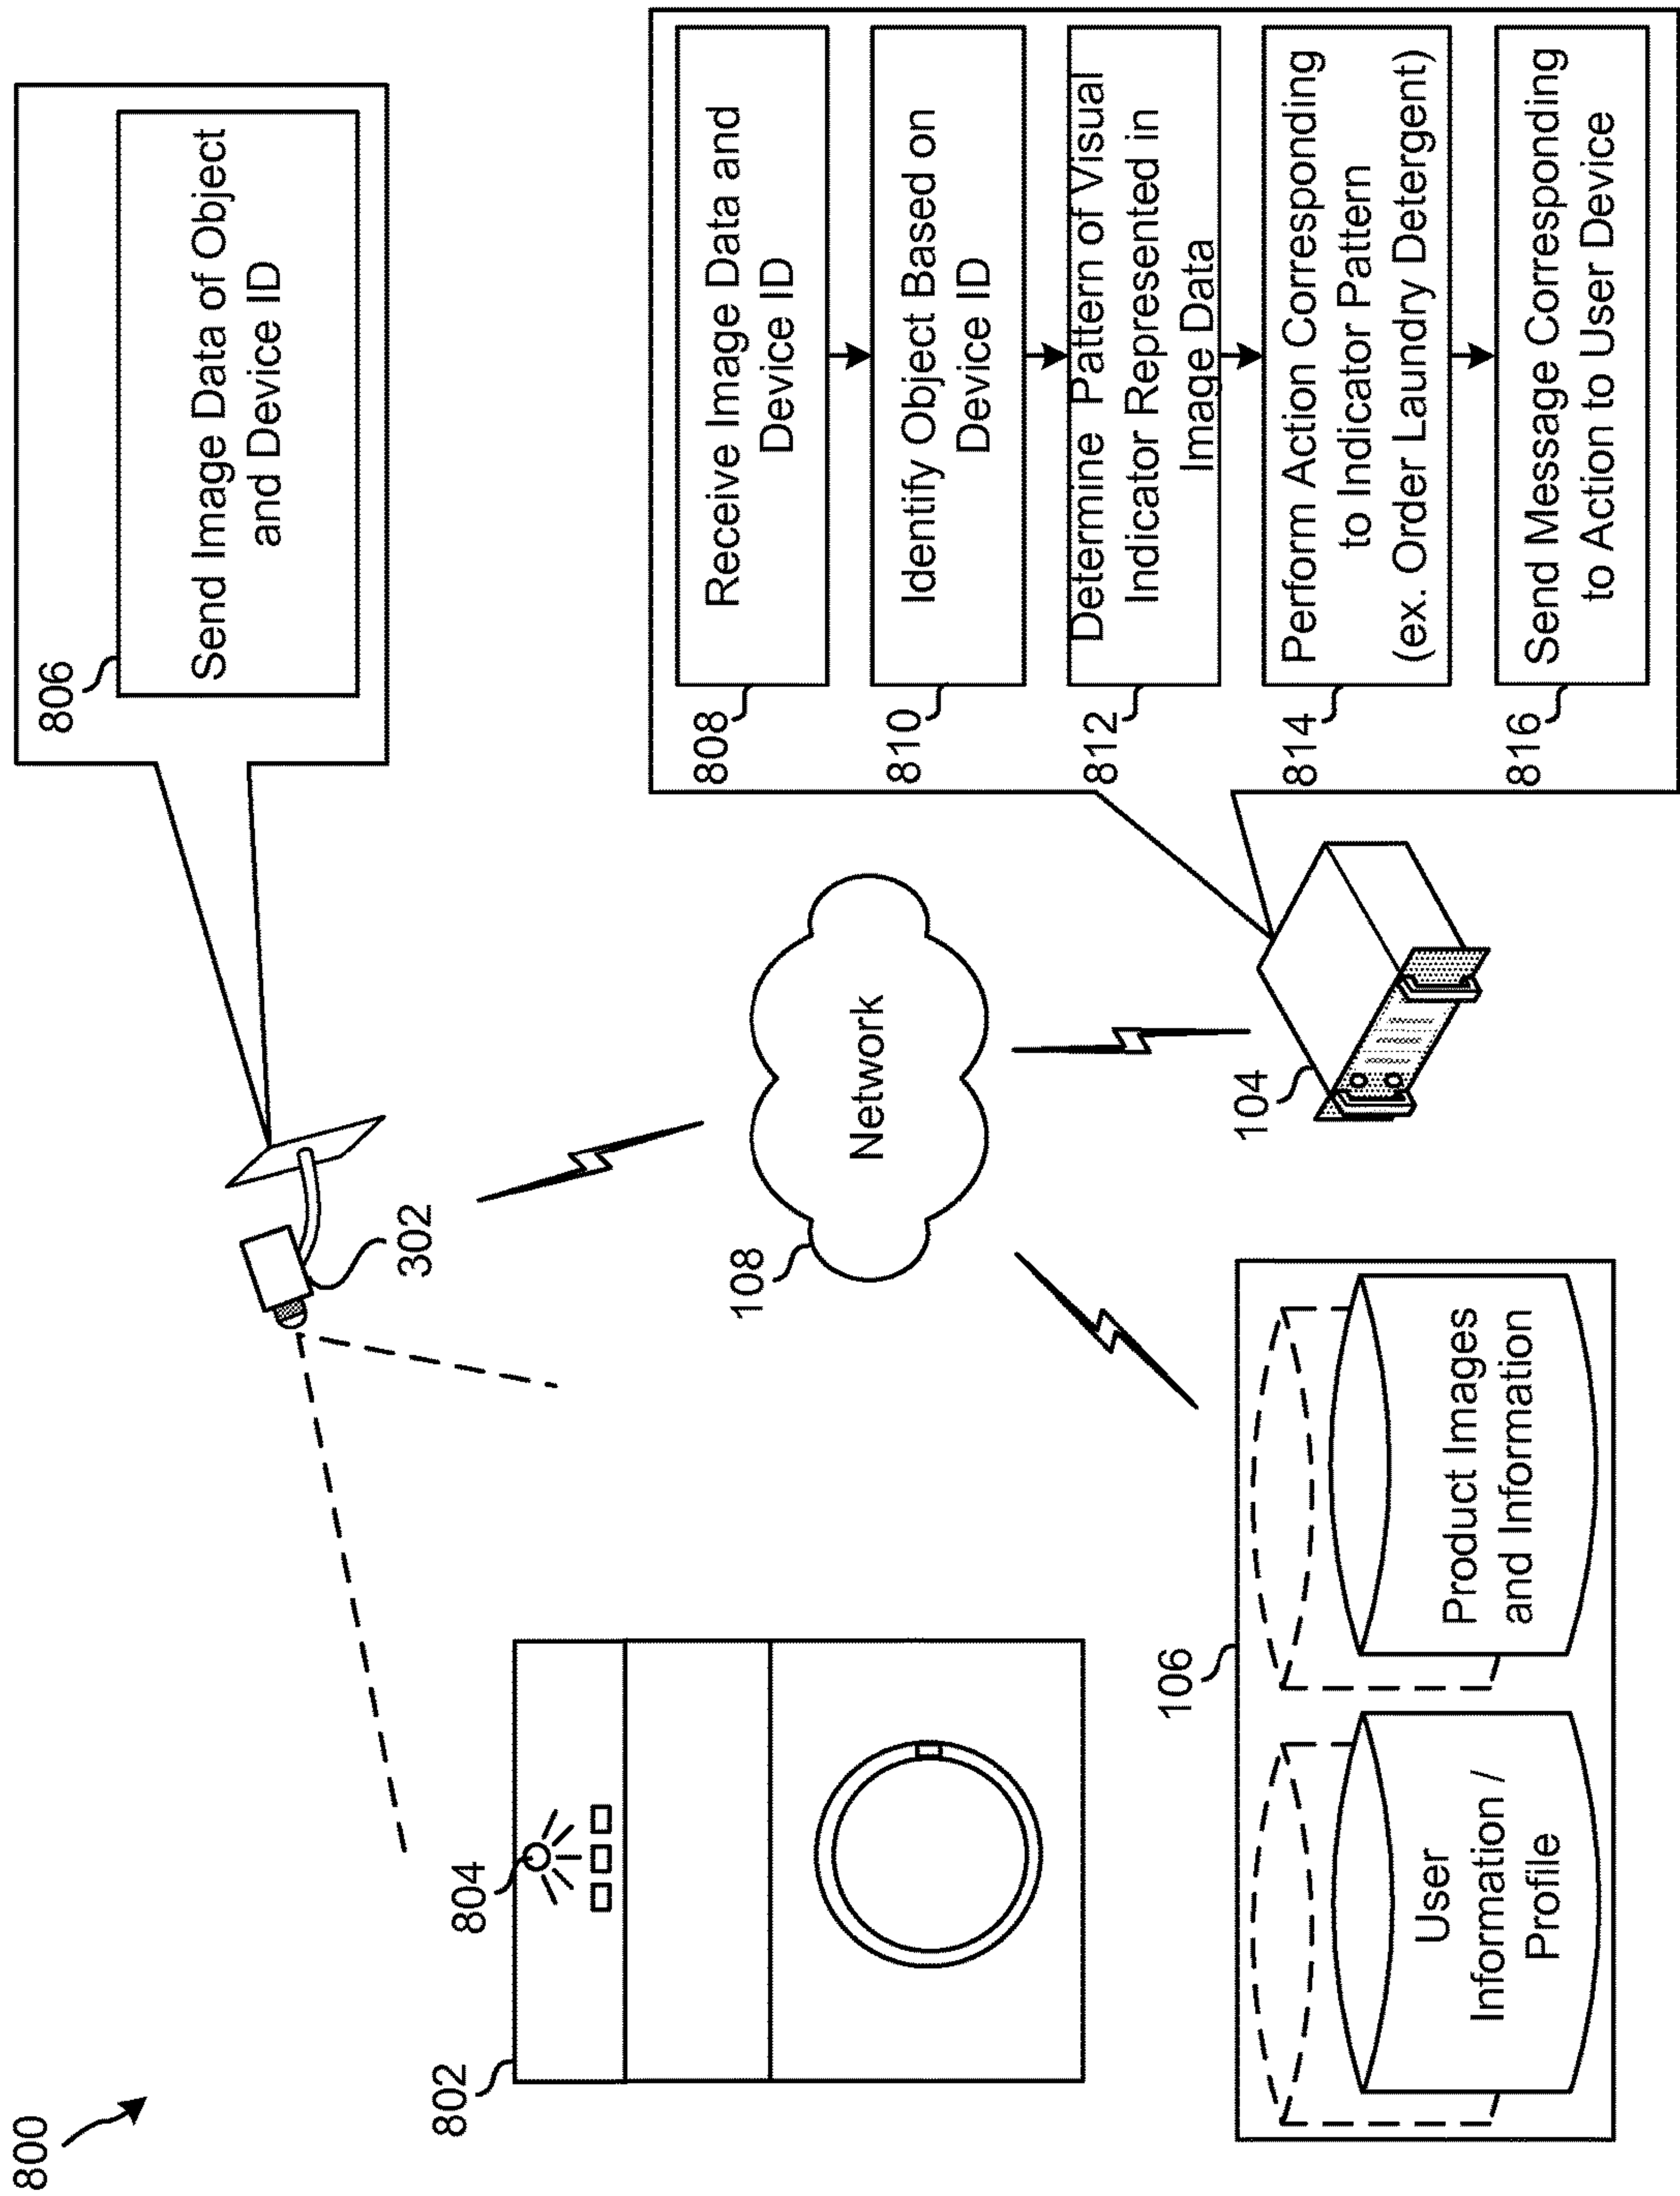 800
806
Send Image Data of Object
and Device ID
302
802
804
Network
108
808
Receive Image Data and
Device ID
810
Identify Object Based on
Device ID
812
Determine Pattern of Visual
Indicator Represented in
Image Data
814
Perform Action Corresponding
to Indicator Pattern
(ex. Order Laundry Detergent)
816
Send Message Corresponding
to Action to User Device
104
106
User
Information /
Profile
Product Images
and Information